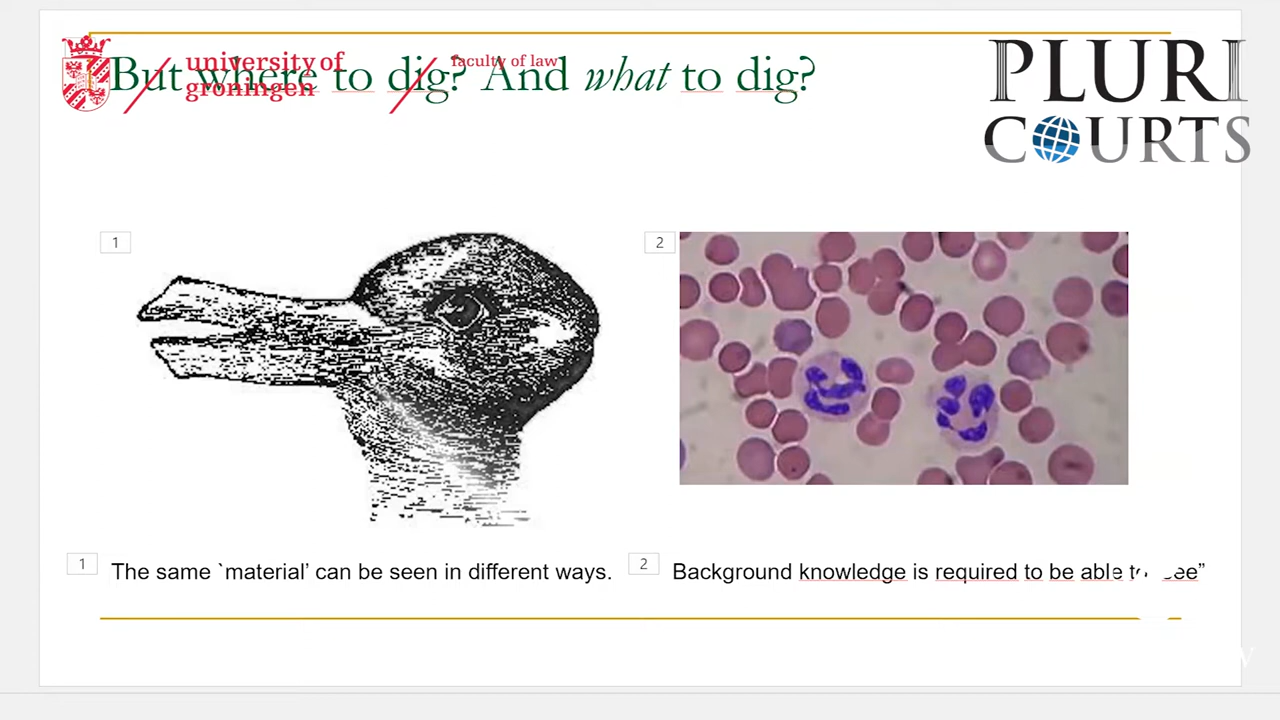 But where to dig? And what to dig?
university of
groningen
faculty of law
PLURI
COURTS
1
2
1
The same `material’ can be seen in different ways.
2
Background knowledge is required to be able